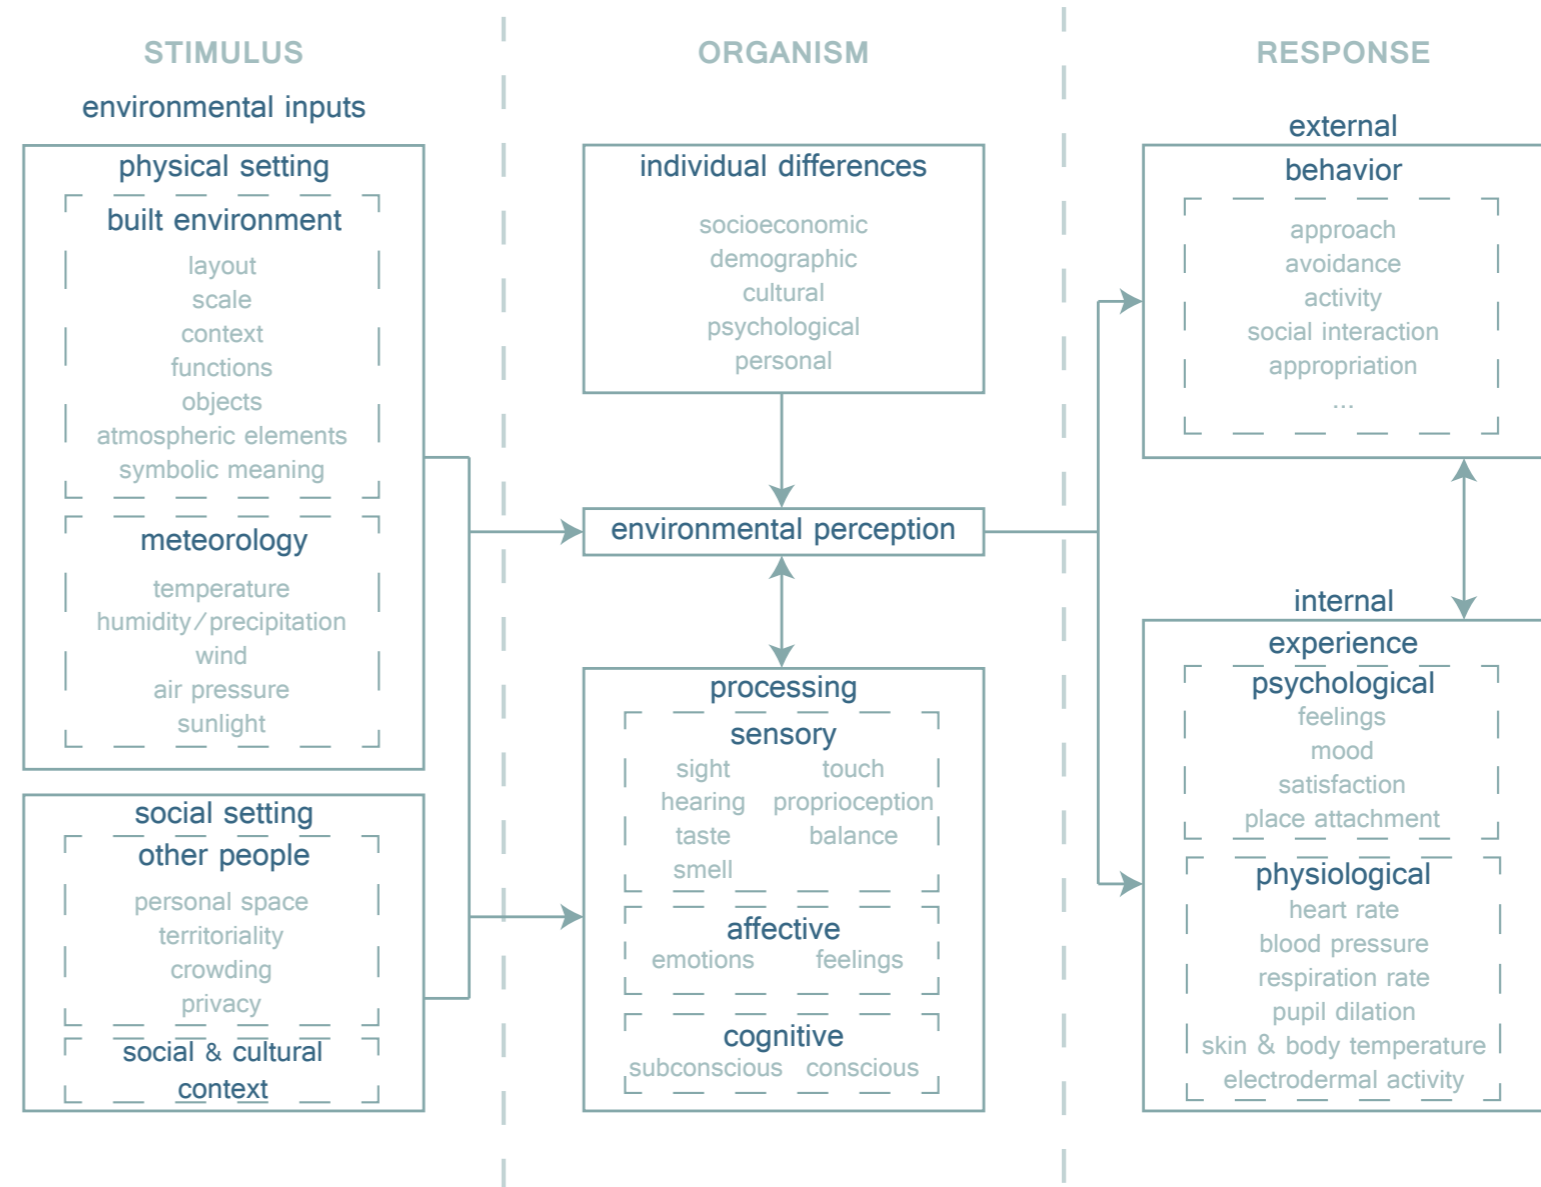 STIMULUS
environmental inputs
physical setting
built environment
layout
scale
context
functions
objects
atmospheric elements
symbolic meaning
meteorology
temperature
humidity/precipitation
wind
air pressure
sunlight
social setting
other people
personal space
territoriality
crowding
privacy
social & cultural
context
ORGANISM
individual differences
socioeconomic
demographic
cultural
psychological
personal
environmental perception
processing
sensory
sight touch
hearing proprioception
taste balance
smell
affective
emotions feelings
cognitive
subconscious conscious
RESPONSE
external
behavior
approach
avoidance
activity
social interaction
appropriation
...
internal
experience
psychological
feelings
mood
satisfaction
place attachment
physiological
heart rate
blood pressure
respiration rate
pupil dilation
skin & body temperature
electrodermal activity